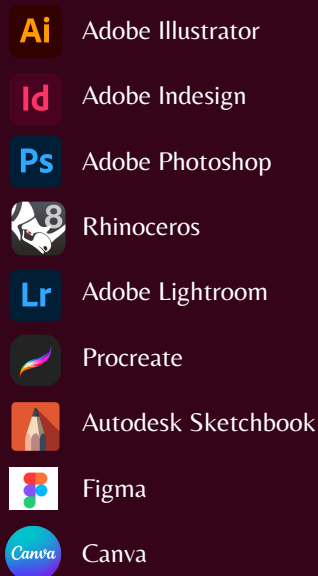 Ai Adobe Illustrator
Id Adobe Indesign
Ps Adobe Photoshop
8 Rhinoceros
Lr Adobe Lightroom
Procreate
Autodesk Sketchbook
Figma
Canva Canva